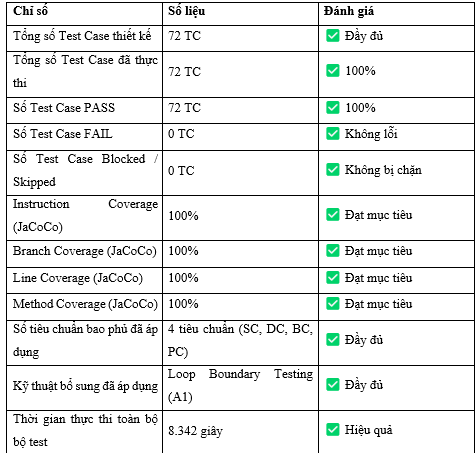 Chỉ số Số liệu Đánh giá
Tổng số Test Case thiết kế 72 TC ✅ Đầy đủ
Tổng số Test Case đã thực
thi 72 TC ✅ 100%
Số Test Case PASS 72 TC ✅ 100%
Số Test Case FAIL 0 TC ✅ Không lỗi
Số Test Case Blocked /
Skipped 0 TC ✅ Không bị chặn
Instruction Coverage
(JaCoCo) 100% ✅ Đạt mục tiêu
Branch Coverage (JaCoCo) 100% ✅ Đạt mục tiêu
Line Coverage (JaCoCo) 100% ✅ Đạt mục tiêu
Method Coverage (JaCoCo) 100% ✅ Đạt mục tiêu
Số tiêu chuẩn bao phủ đã áp
dụng 4 tiêu chuẩn (SC, DC, BC,
PC) ✅ Đầy đủ
Kỹ thuật bổ sung đã áp dụng Loop Boundary Testing
(A1) ✅ Đầy đủ
Thời gian thực thi toàn bộ
bộ test 8.342 giây ✅ Hiệu quả